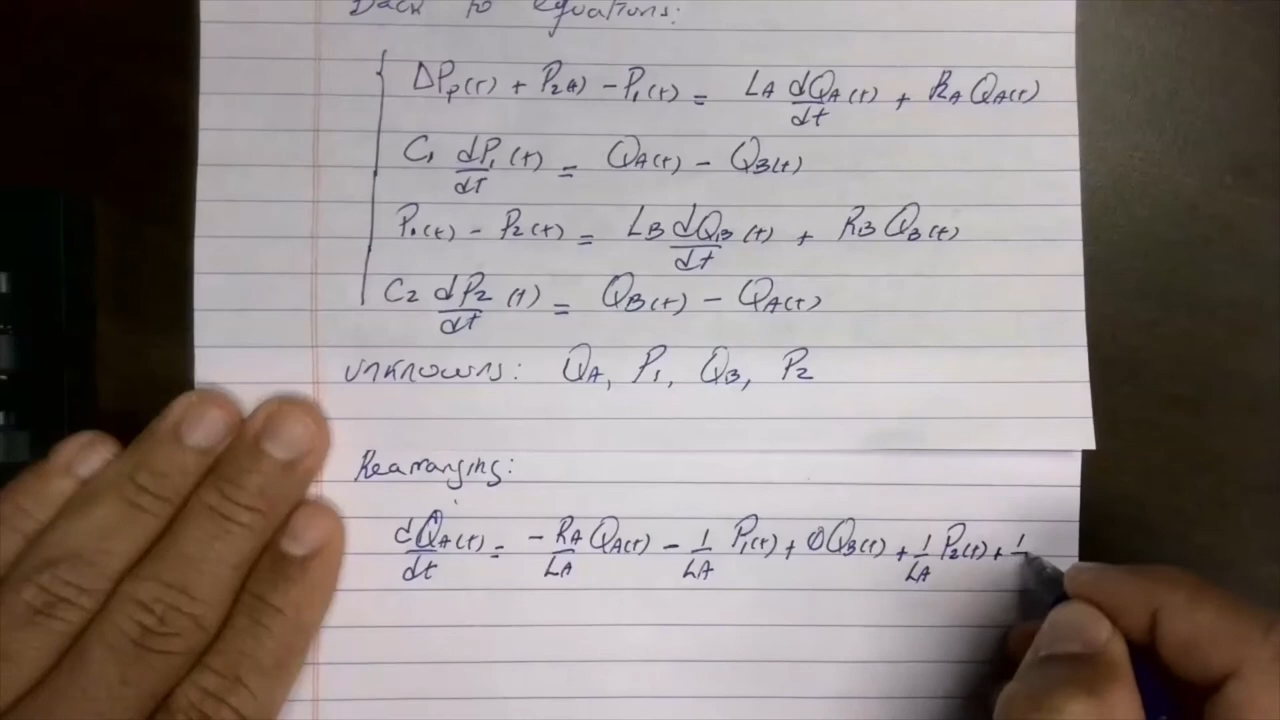 Back to equations:
ΔPp(t) + P2(t) − P1(t) = LA dQA(t)/dt + RA QA(t)
C1 dP1(t)/dt = QA(t) − QB(t)
P1(t) − P2(t) = LB dQB(t)/dt + RB QB(t)
C2 dP2(t)/dt = QB(t) − QA(t)
unknowns: QA, P1, QB, P2
Rearranging:
dQA(t)/dt = −RA/LA QA(t) − 1/LA P1(t) + 0QB(t) + 1/LA P2(t) + 1